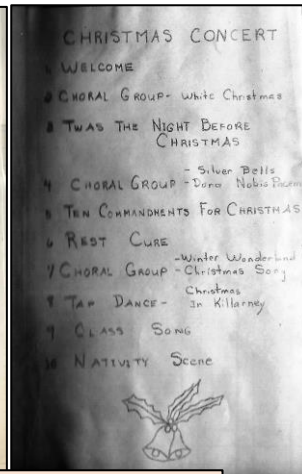 CHRISTMAS CONCERT
1 WELCOME
2 CHORAL GROUP- White Christmas
3 TWAS THE NIGHT BEFORE
CHRISTMAS
4 CHORAL GROUP - Silver Bells
- Dona Nobis Pacem
5 TEN COMMANDMENTS FOR CHRISTMAS
6 REST CURE
7 CHORAL GROUP -Winter Wonderland
-Christmas Song
8 TAP DANCE- Christmas
In Killarney
9 CLASS SONG
10 NATIVITY Scene